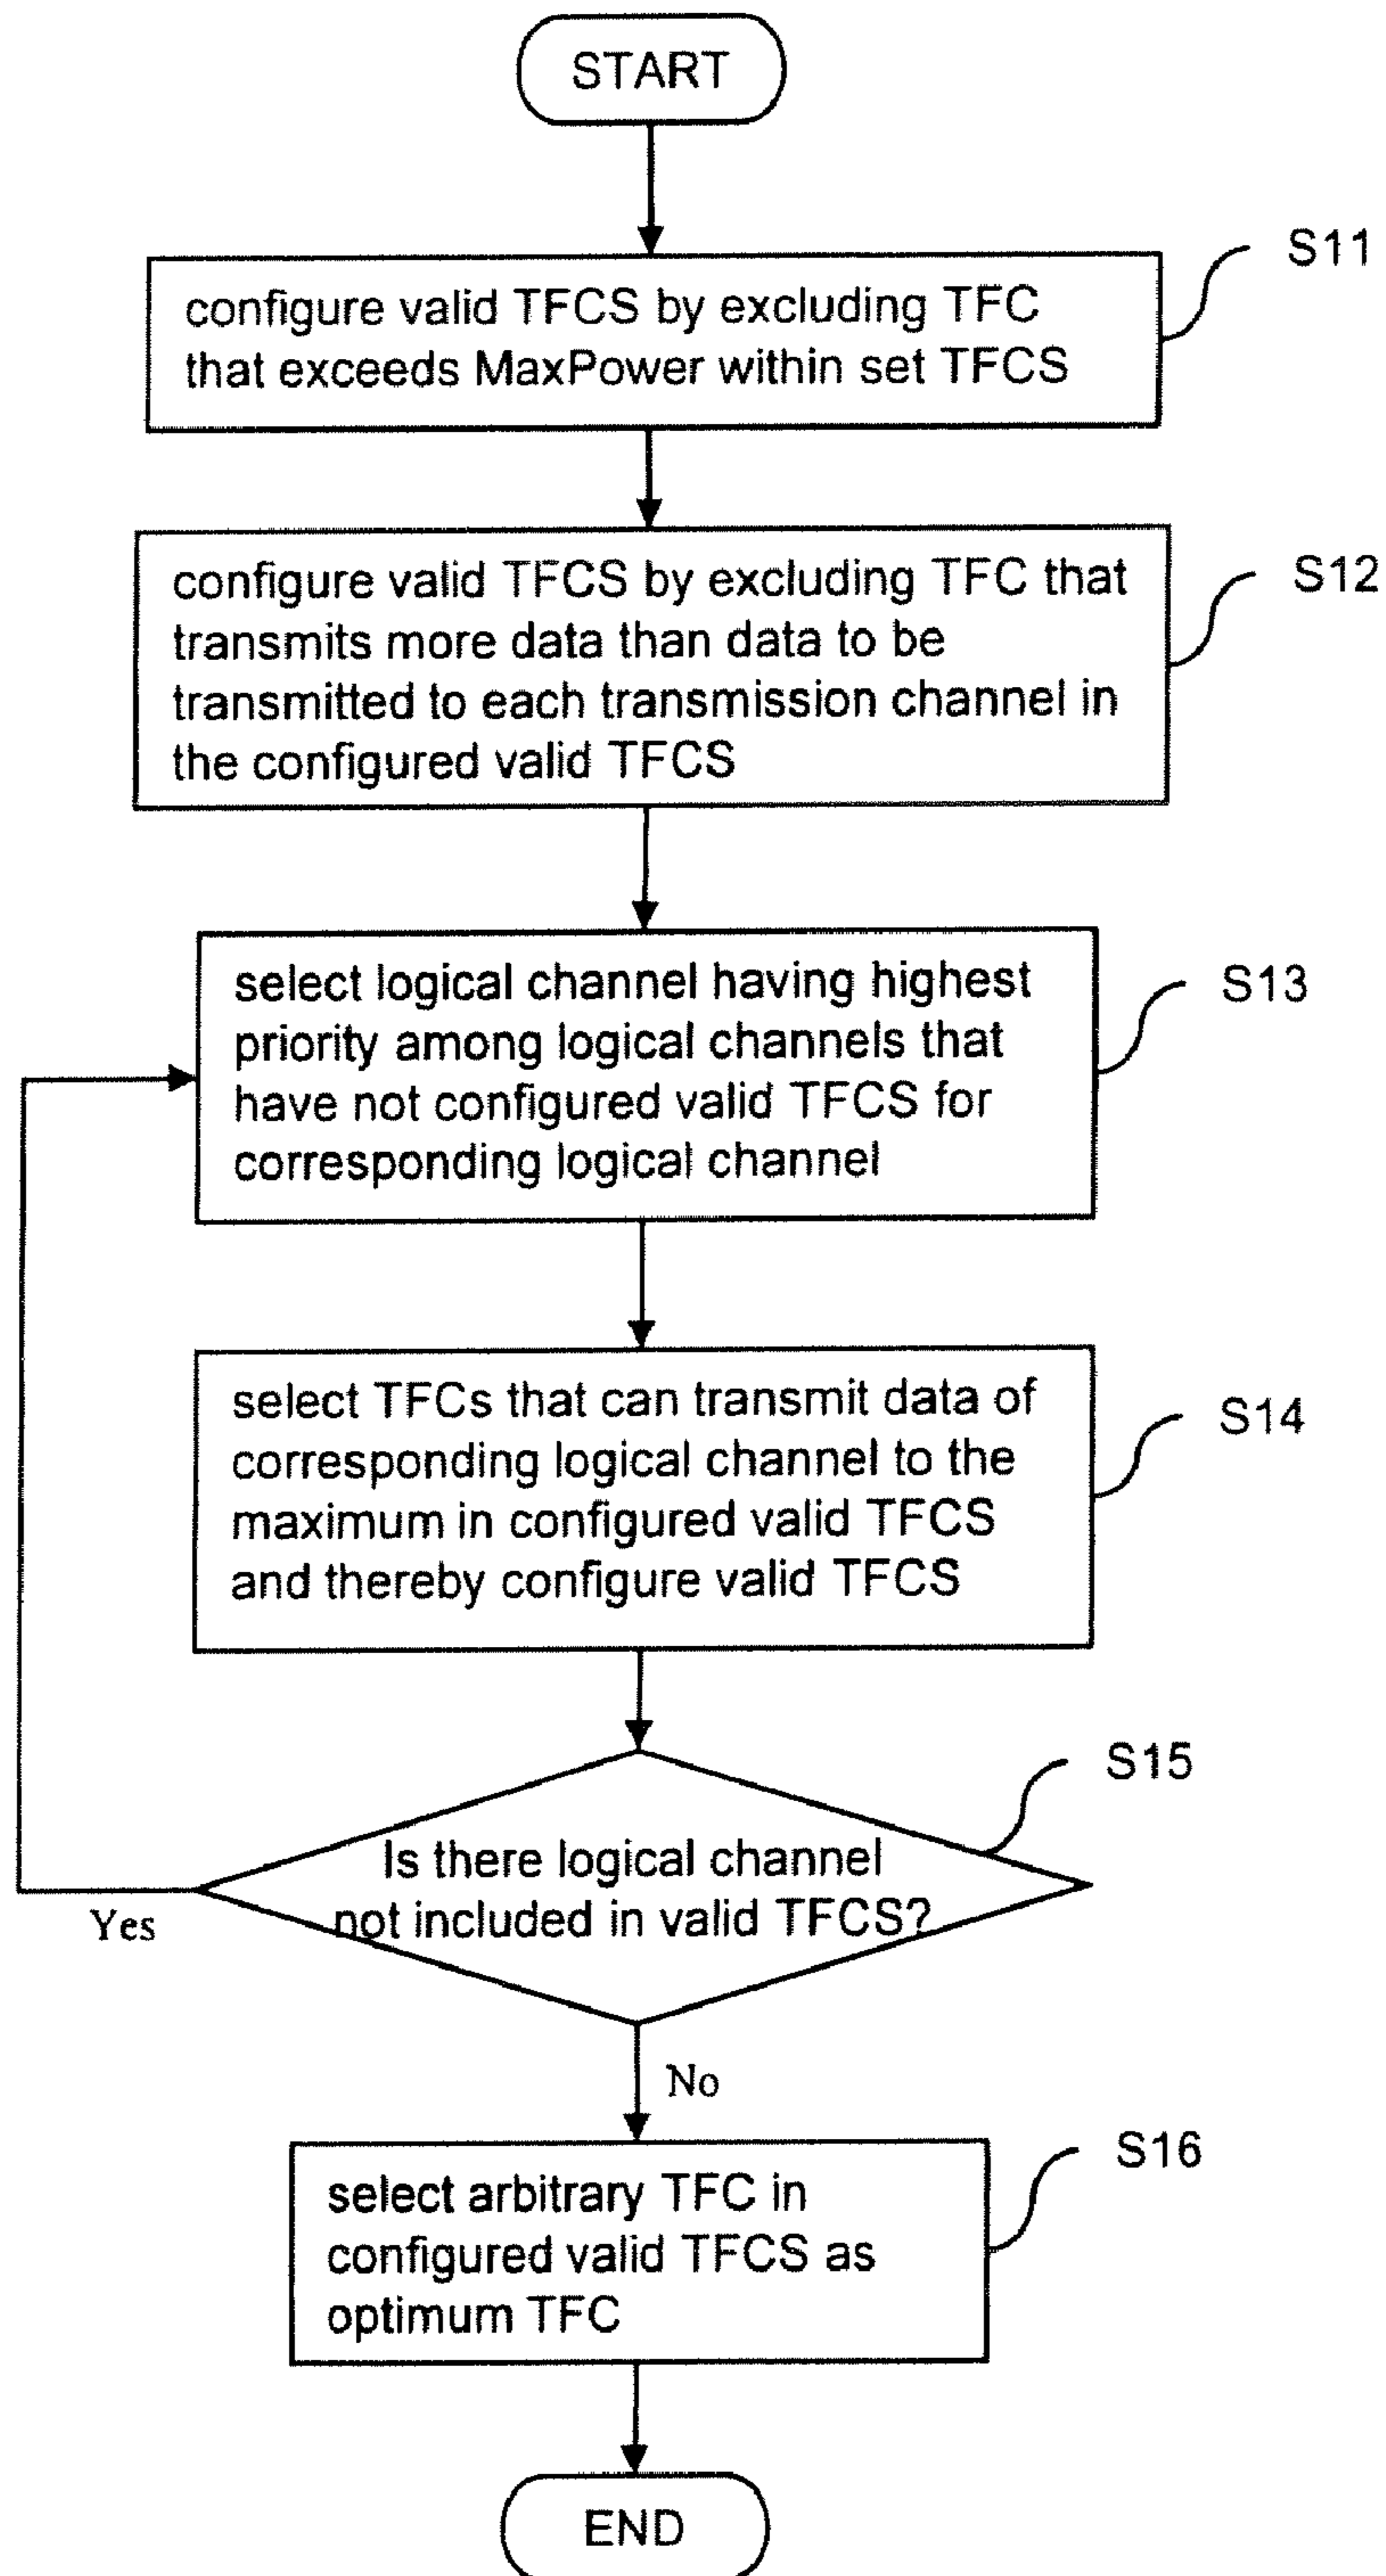 START
S11
configure valid TFCS by excluding TFC
that exceeds MaxPower within set TFCS
S12
configure valid TFCS by excluding TFC that
transmits more data than data to be
transmitted to each transmission channel in
the configured valid TFCS
S13
select logical channel having highest
priority among logical channels that
have not configured valid TFCS for
corresponding logical channel
S14
select TFCs that can transmit data of
corresponding logical channel to the
maximum in configured valid TFCS
and thereby configure valid TFCS
S15
Is there logical channel
not included in valid TFCS?
Yes
No
S16
select arbitrary TFC in
configured valid TFCS as
optimum TFC
END